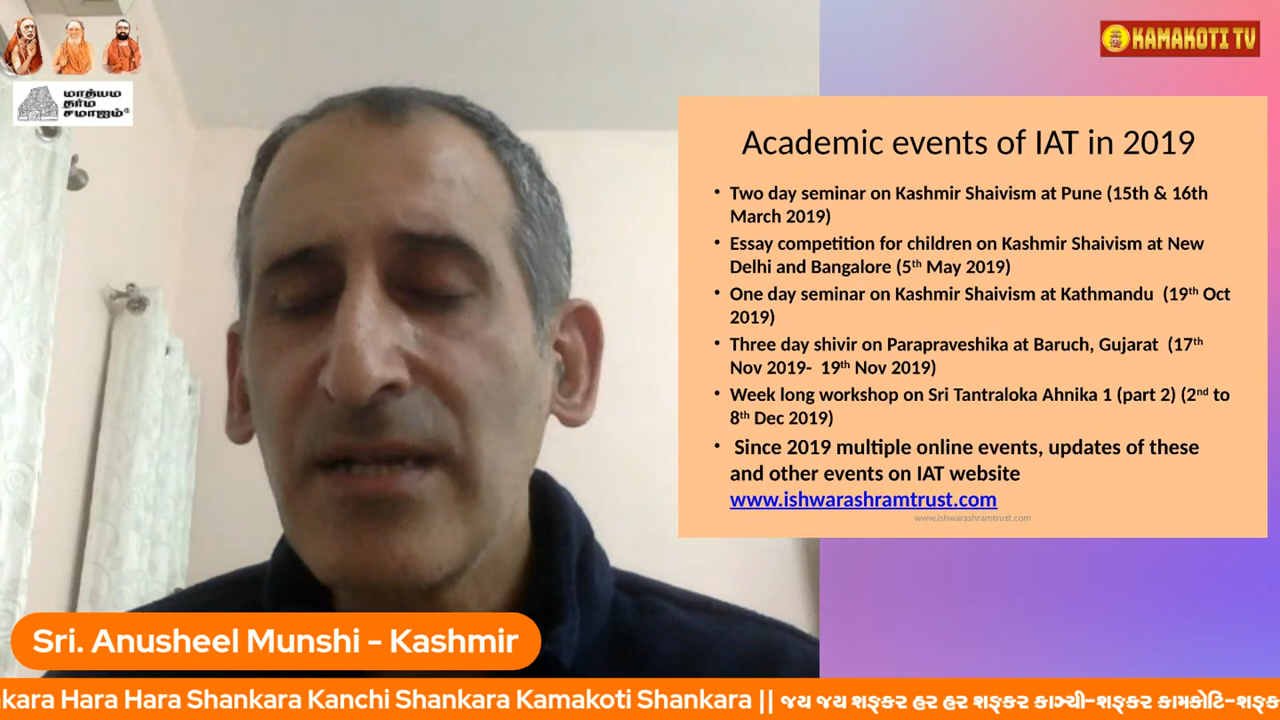 KAMAKOTI TV
மாத்யம
தர்ம
சமாஜம்®
Academic events of IAT in 2019
• Two day seminar on Kashmir Shaivism at Pune (15th & 16th
March 2019)
• Essay competition for children on Kashmir Shaivism at New
Delhi and Bangalore (5th May 2019)
• One day seminar on Kashmir Shaivism at Kathmandu (19th Oct
2019)
• Three day shivir on Parapraveshika at Baruch, Gujarat (17th
Nov 2019- 19th Nov 2019)
• Week long workshop on Sri Tantraloka Ahnika 1 (part 2) (2nd to
8th Dec 2019)
• Since 2019 multiple online events, updates of these
and other events on IAT website
www.ishwarashramtrust.com
www.ishwarashramtrust.com
Sri. Anusheel Munshi - Kashmir
kara Hara Hara Shankara Kanchi Shankara Kamakoti Shankara || જય જય શઙ્કર હર હર શઙ્કર કાઞ્ચી-શઙ્કર કામકોટિ-શઙ્ક